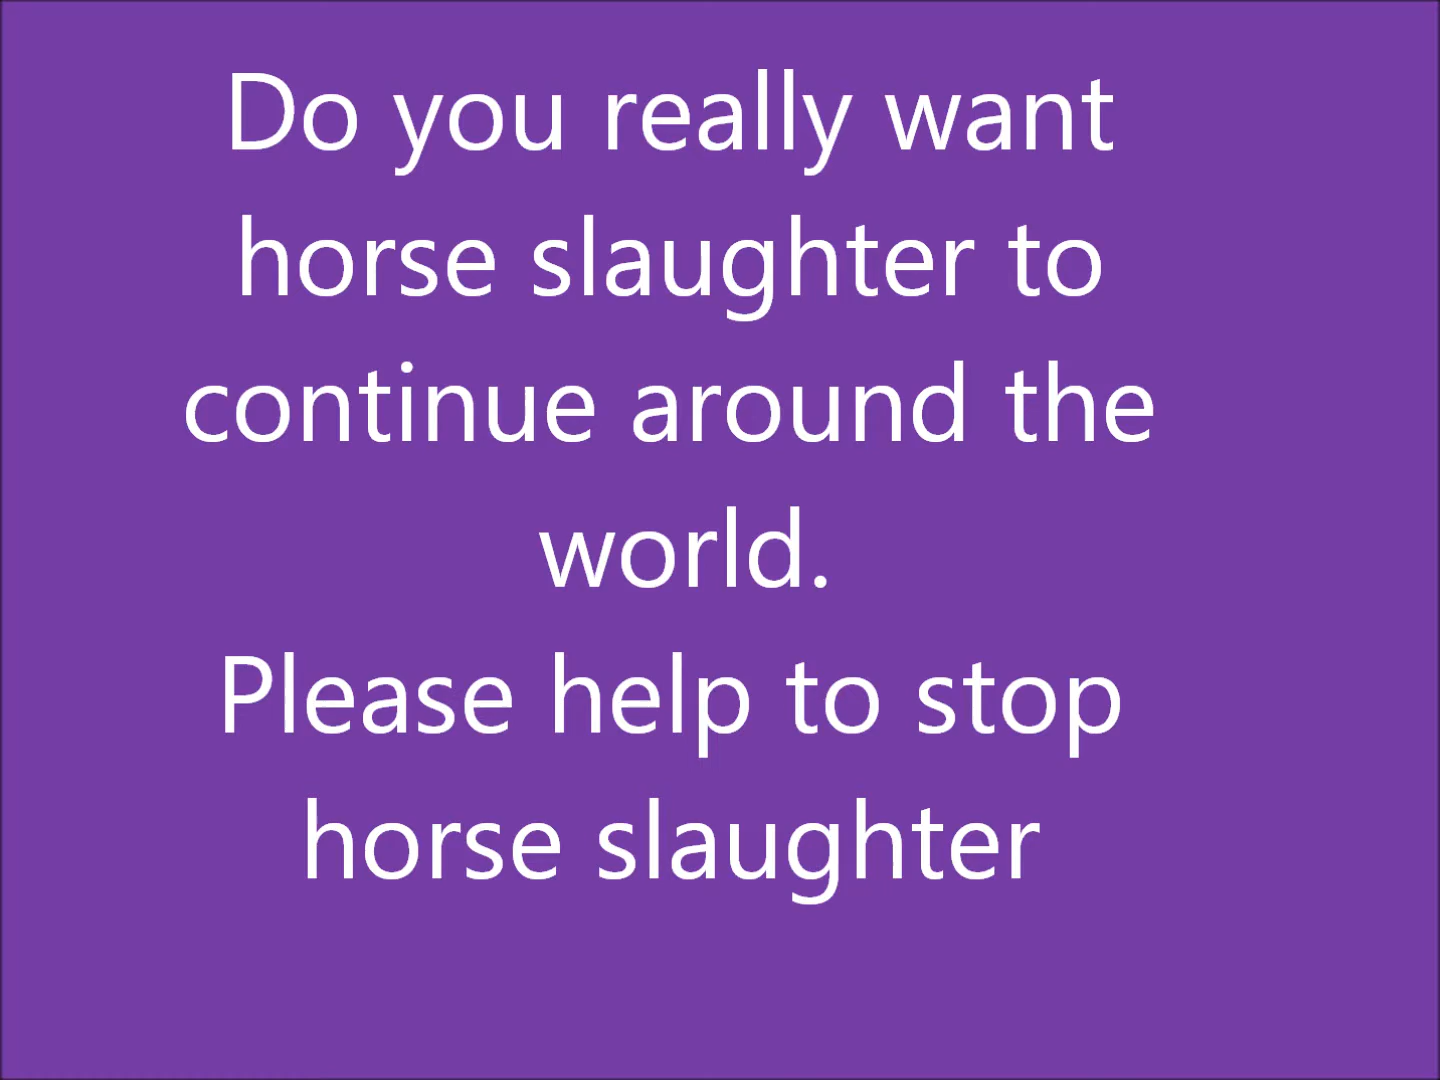 Do you really want
horse slaughter to
continue around the
world.
Please help to stop
horse slaughter